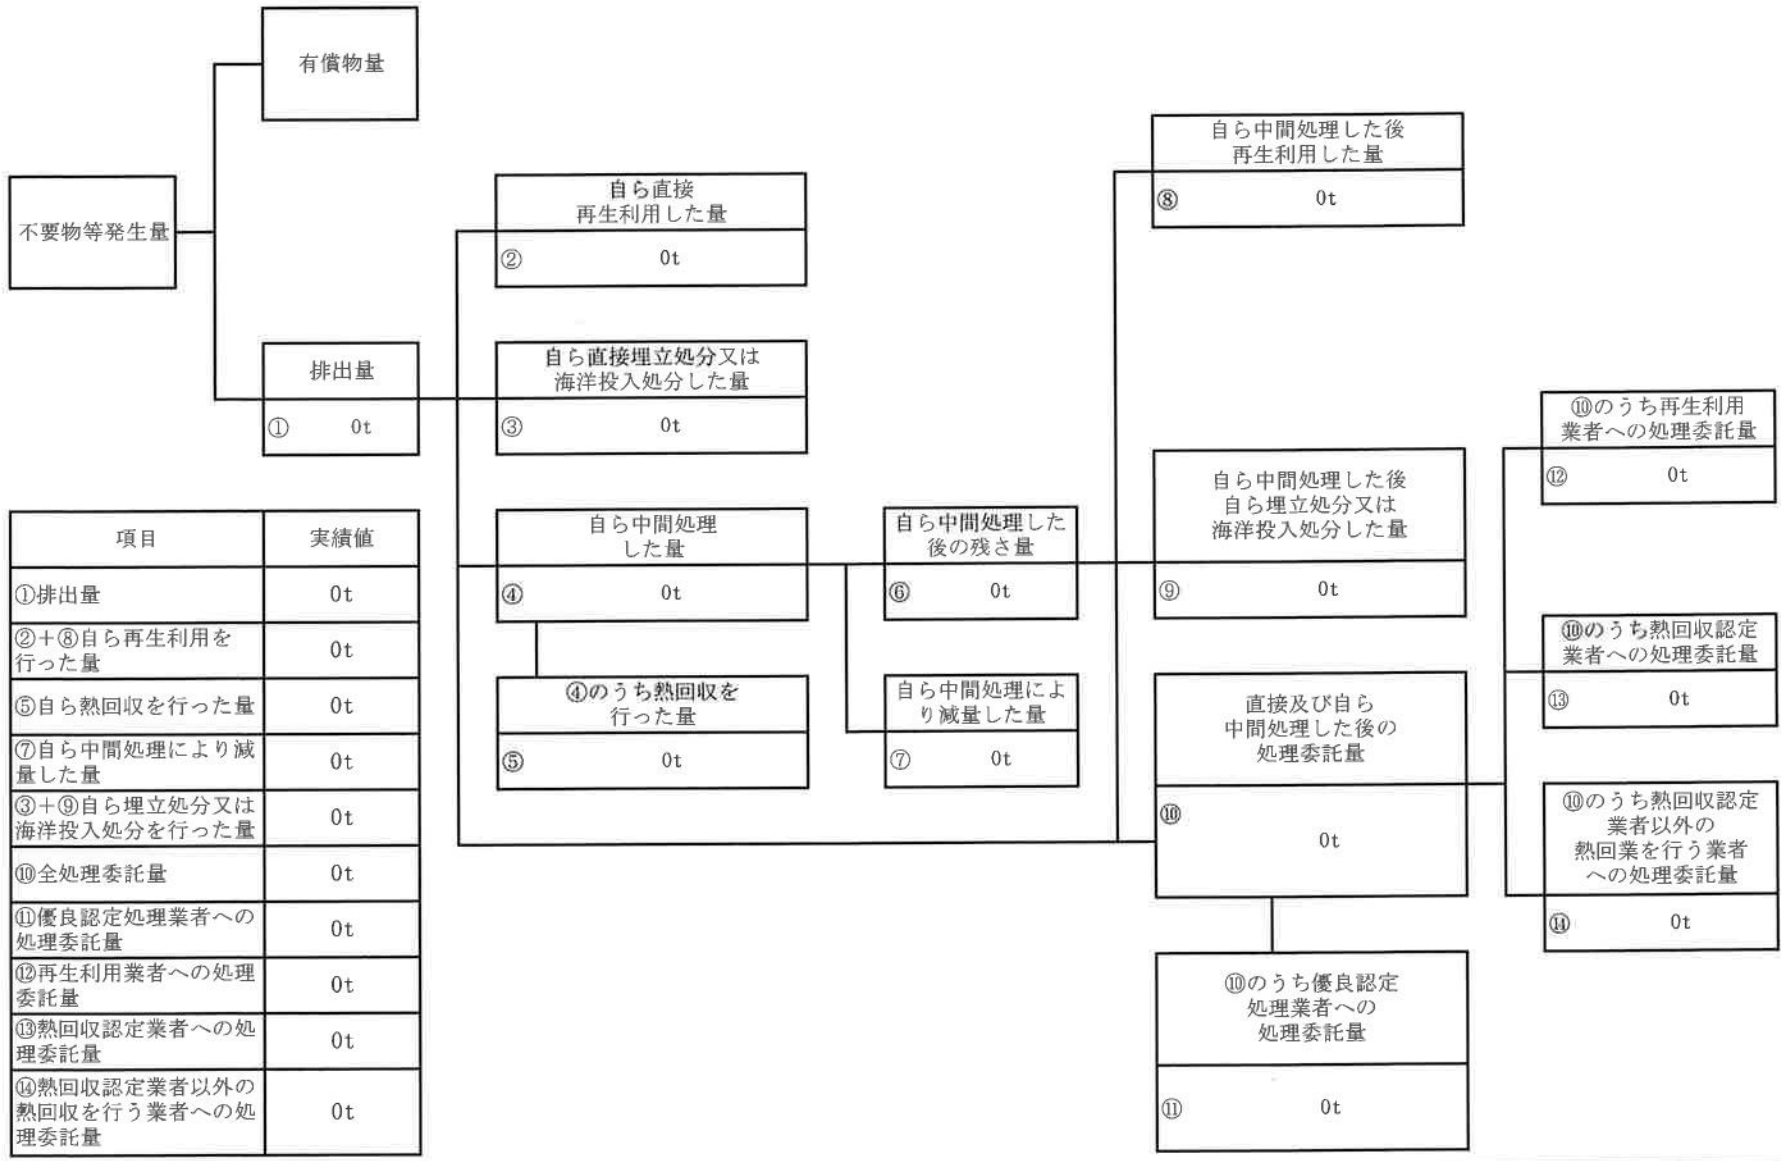 有償物量
不要物等発生量
排出量
① 0t
自ら直接
再生利用した量
② 0t
自ら直接埋立処分又は
海洋投入処分した量
③ 0t
自ら中間処理
した量
④ 0t
④のうち熱回収を
行った量
⑤ 0t
自ら中間処理した
後の残さ量
⑥ 0t
自ら中間処理によ
り減量した量
⑦ 0t
自ら中間処理した後
再生利用した量
⑧ 0t
自ら中間処理した後
自ら埋立処分又は
海洋投入処分した量
⑨ 0t
直接及び自ら
中間処理した後の
処理委託量
⑩
0t
⑩のうち優良認定
処理業者への
処理委託量
⑪ 0t
⑩のうち再生利用
業者への処理委託量
⑫ 0t
⑩のうち熱回収認定
業者への処理委託量
⑬ 0t
⑩のうち熱回収認定
業者以外の
熱回業を行う業者
への処理委託量
⑭ 0t
項目 実績値
①排出量 0t
②＋⑧自ら再生利用を
行った量 0t
⑤自ら熱回収を行った量 0t
⑦自ら中間処理により減
量した量 0t
③＋⑨自ら埋立処分又は
海洋投入処分を行った量 0t
⑩全処理委託量 0t
⑪優良認定処理業者への
処理委託量 0t
⑫再生利用業者への処理
委託量 0t
⑬熱回収認定業者への処
理委託量 0t
⑭熱回収認定業者以外の
熱回収を行う業者への処
理委託量 0t